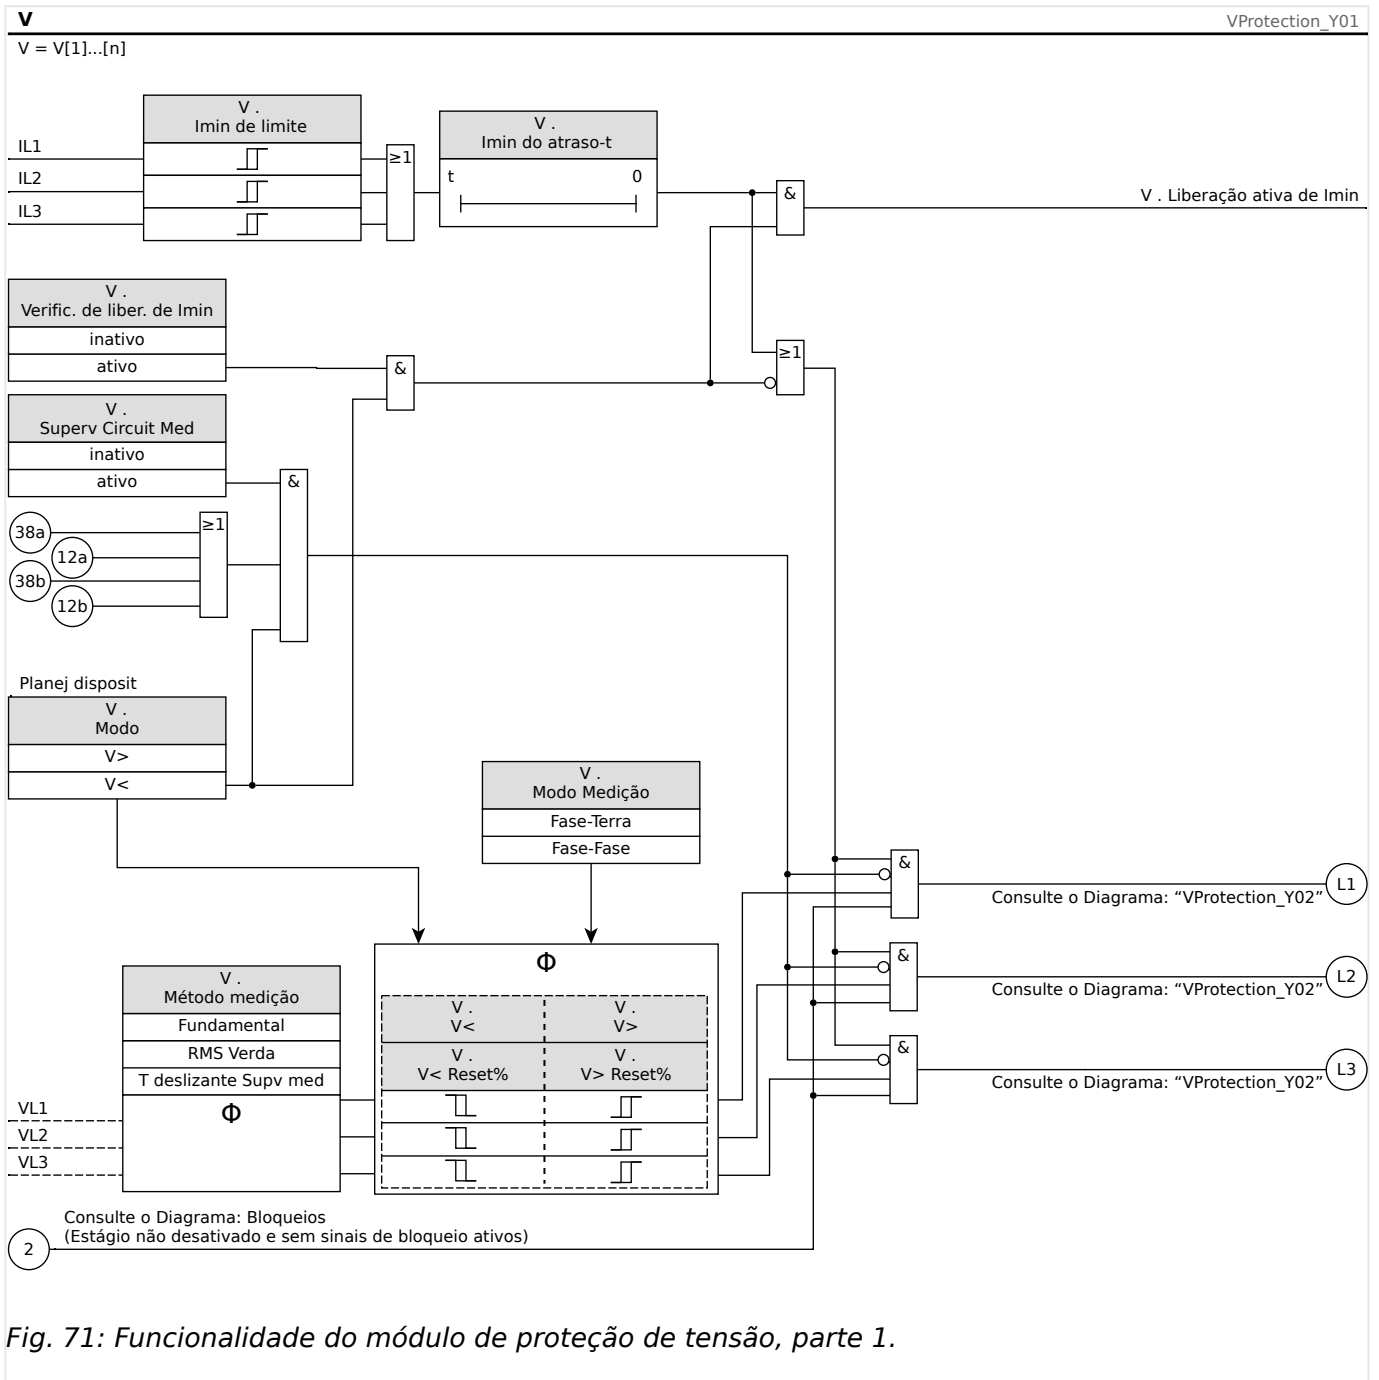 V
VProtection_Y01
V = V[1]...[n]
V .
Imin de limite
IL1
IL2
IL3
≥1
V .
Imin do atraso-t
t 0
&
V . Liberação ativa de Imin
V .
Verific. de liber. de Imin
inativo
ativo
&
≥1
V .
Superv Circuit Med
inativo
ativo
&
38a
12a
38b
12b
≥1
Planej disposit
V .
Modo
V>
V<
V .
Modo Medição
Fase-Terra
Fase-Fase
&
L1
Consulte o Diagrama: “VProtection_Y02”
&
L2
Consulte o Diagrama: “VProtection_Y02”
&
L3
Consulte o Diagrama: “VProtection_Y02”
Φ
V .
V<
V .
V>
V .
V< Reset%
V .
V> Reset%
V .
Método medição
Fundamental
RMS Verda
T deslizante Supv med
Φ
VL1
VL2
VL3
Consulte o Diagrama: Bloqueios
(Estágio não desativado e sem sinais de bloqueio ativos)
2
Fig. 71: Funcionalidade do módulo de proteção de tensão, parte 1.